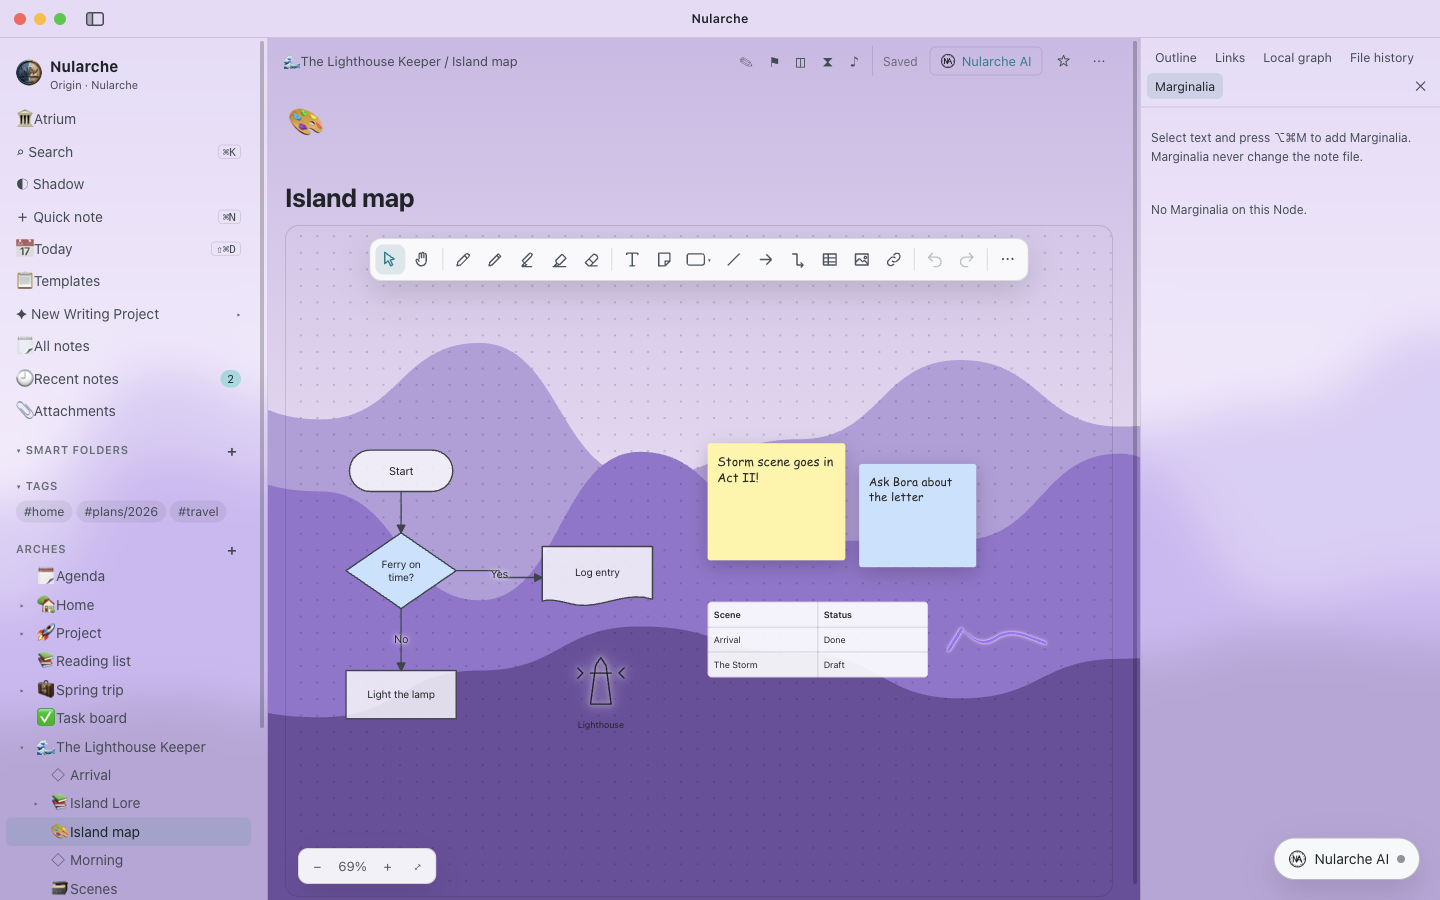 Nularche
Nularche
Origin · Nularche
Atrium
Search ⌘K
Shadow
Quick note ⌘N
Today ⇧⌘D
Templates
New Writing Project
All notes
Recent notes 2
Attachments
SMART FOLDERS
TAGS
#home #plans/2026 #travel
ARCHES
Agenda
Home
Project
Reading list
Spring trip
Task board
The Lighthouse Keeper
Arrival
Island Lore
Island map
Morning
Scenes
The Lighthouse Keeper / Island map
Saved
Nularche AI
Island map
Start
Ferry on
time?
Yes
Log entry
No
Light the lamp
Lighthouse
Storm scene goes in
Act II!
Ask Bora about
the letter
Scene Status
Arrival Done
The Storm Draft
69%
Outline Links Local graph File history
Marginalia
Select text and press ⌥⌘M to add Marginalia.
Marginalia never change the note file.
No Marginalia on this Node.
Nularche AI